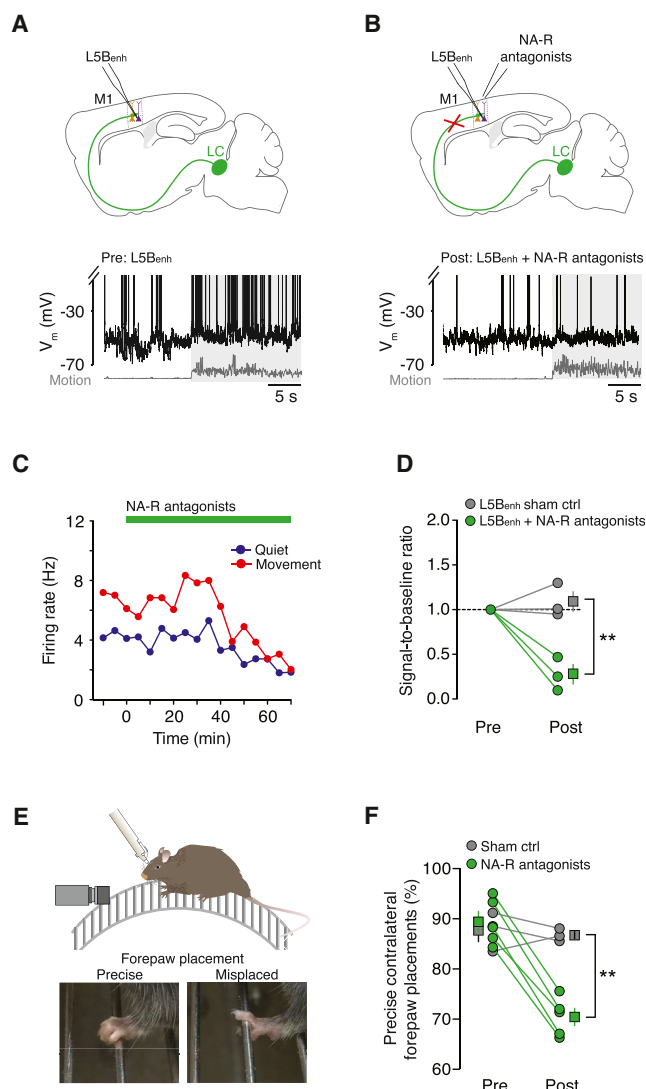 A
L5Benh
M1
LC
Pre: L5Benh
-30
Vm (mV)
-70
Motion
5 s
B
NA-R
antagonists
L5Benh
M1
LC
Post: L5Benh + NA-R antagonists
-30
Vm (mV)
-70
Motion
5 s
C
NA-R antagonists
12
8
4
0
Firing rate (Hz)
Quiet
Movement
0 20 40 60
Time (min)
D
L5Benh sham ctrl
L5Benh + NA-R antagonists
2.0
1.5
1.0
0.5
0.0
Signal-to-baseline ratio
**
Pre Post
E
Forepaw placement
Precise Misplaced
F
Sham ctrl
NA-R antagonists
100
90
80
70
60
Precise contralateral
forepaw placements (%)
**
Pre Post